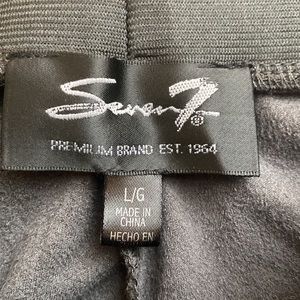 Seven7®
PREMIUM BRAND EST. 1964
L/G
MADE IN
CHINA
HECHO EN